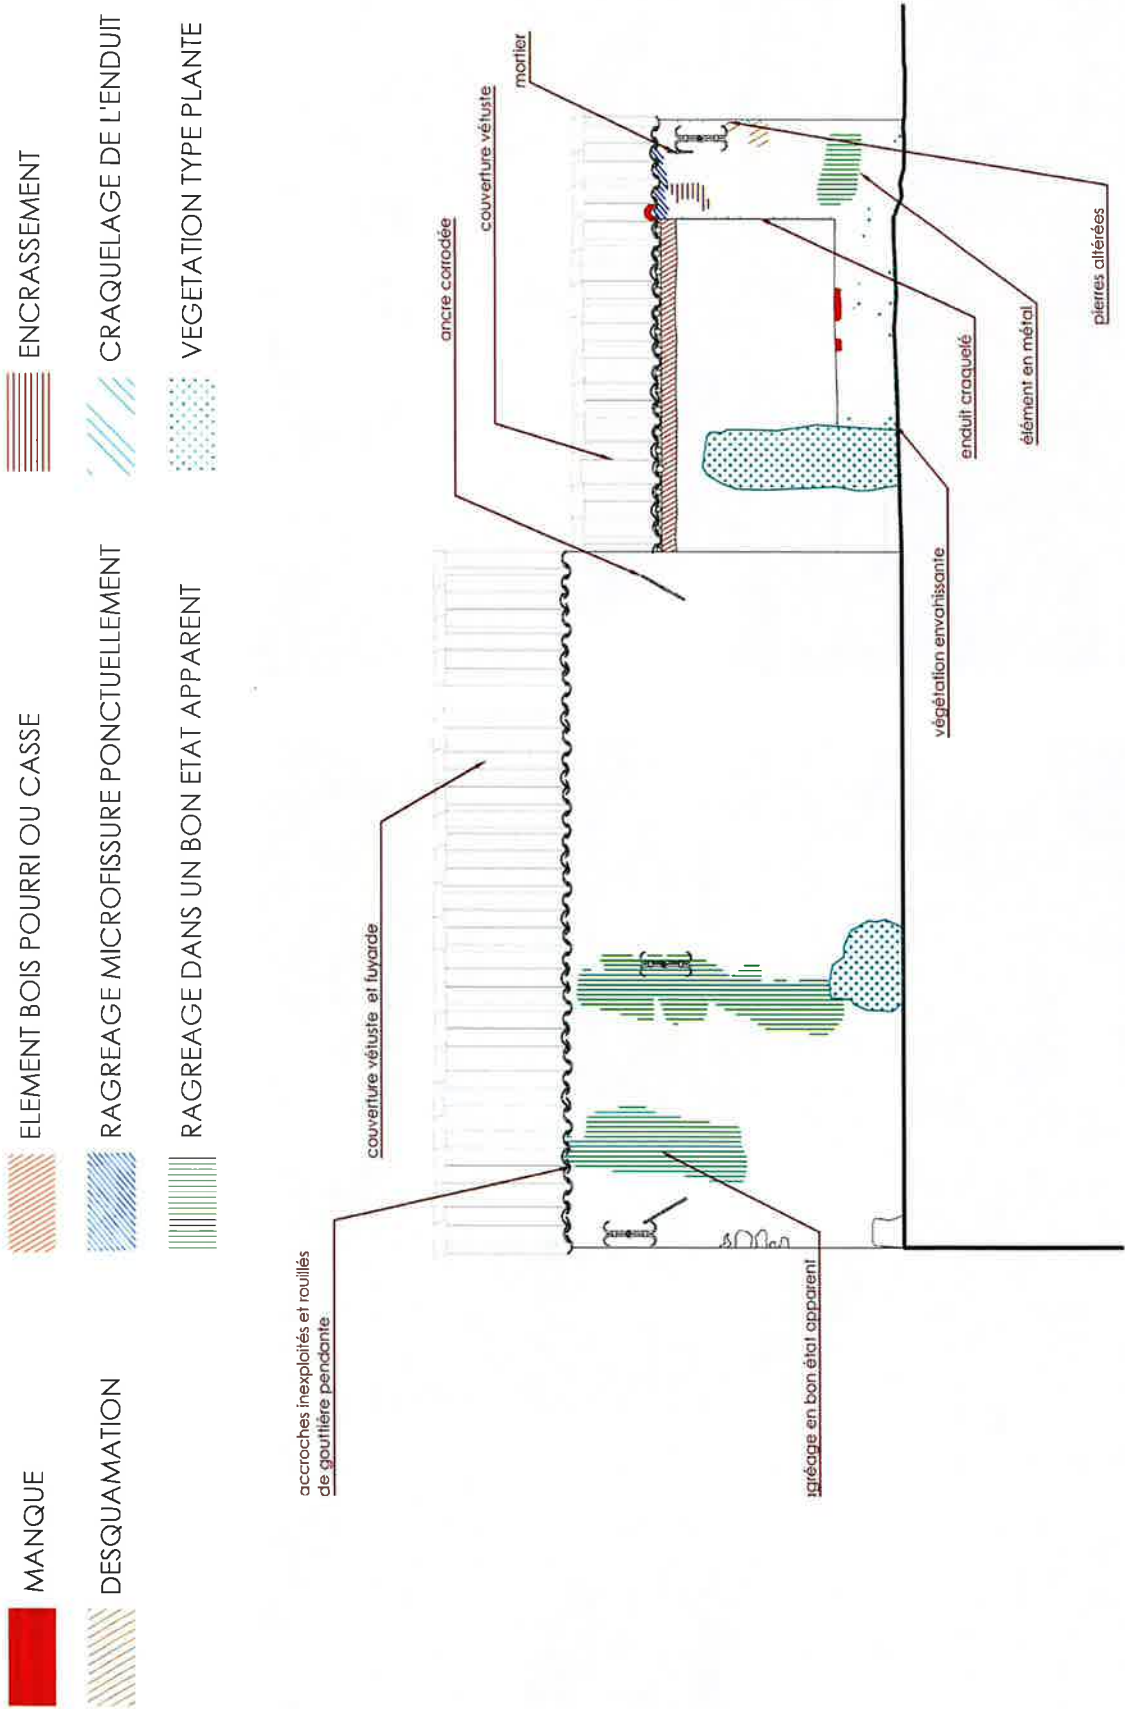 MANQUE
ELEMENT BOIS POURRI OU CASSE
ENCRASSEMENT
DESQUAMATION
RAGREAGE MICROFISSURE PONCTUELLEMENT
CRAQUELAGE DE L'ENDUIT
RAGREAGE DANS UN BON ETAT APPARENT
VEGETATION TYPE PLANTE
accroches inexploités et rouillés
de gouttière pendante
couverture vétuste et fuyarde
ancre corrodée
couverture vétuste
mortier
agréage en bon état apparent
végétation envahissante
enduit craquelé
élément en métal
pierres altérées